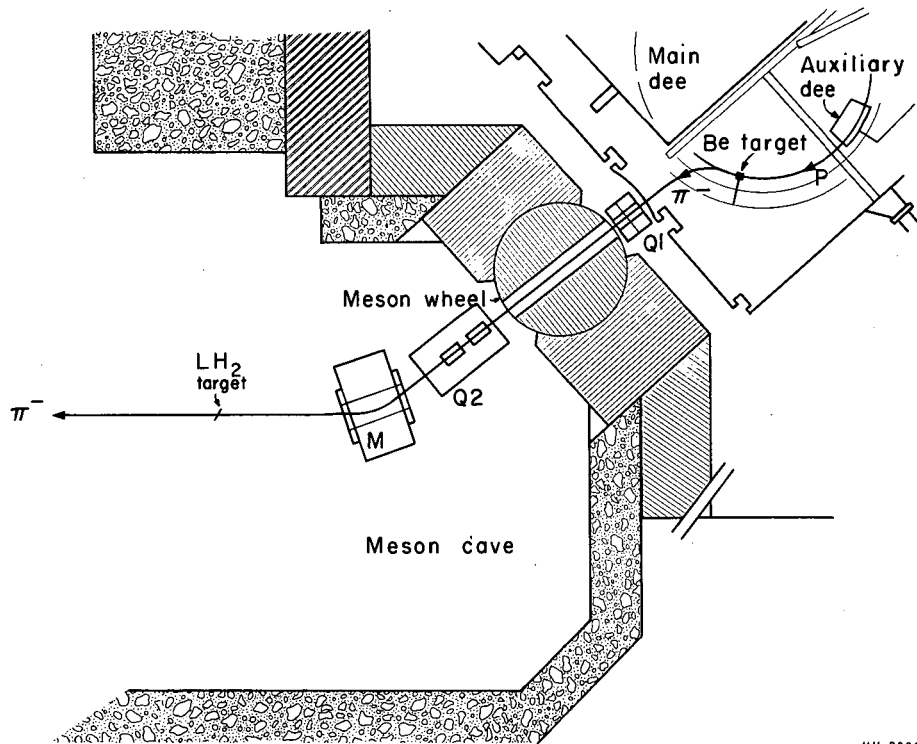 Main
dee
Auxiliary
dee
Be target
P
π⁻
Q1
Meson wheel
LH₂
target
Q2
π⁻
M
Meson cave